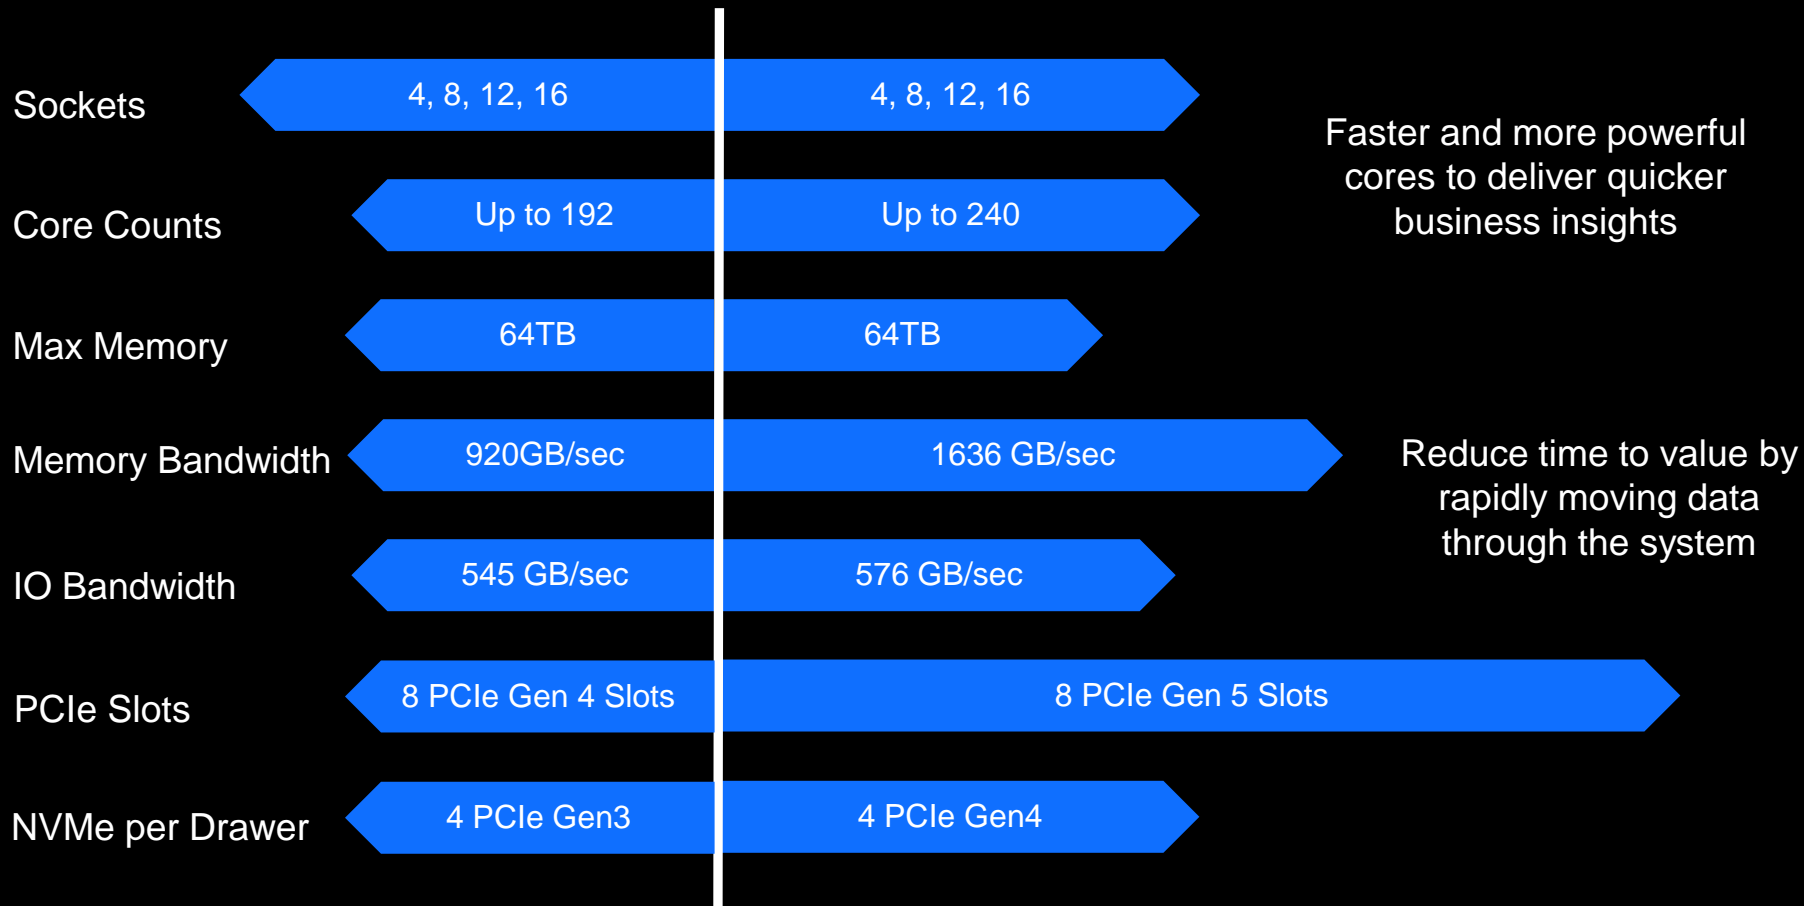 Sockets
4, 8, 12, 16
4, 8, 12, 16
Faster and more powerful
cores to deliver quicker
business insights
Core Counts
Up to 192
Up to 240
Max Memory
64TB
64TB
Memory Bandwidth
920GB/sec
1636 GB/sec
Reduce time to value by
rapidly moving data
through the system
IO Bandwidth
545 GB/sec
576 GB/sec
PCIe Slots
8 PCIe Gen 4 Slots
8 PCIe Gen 5 Slots
NVMe per Drawer
4 PCIe Gen3
4 PCIe Gen4